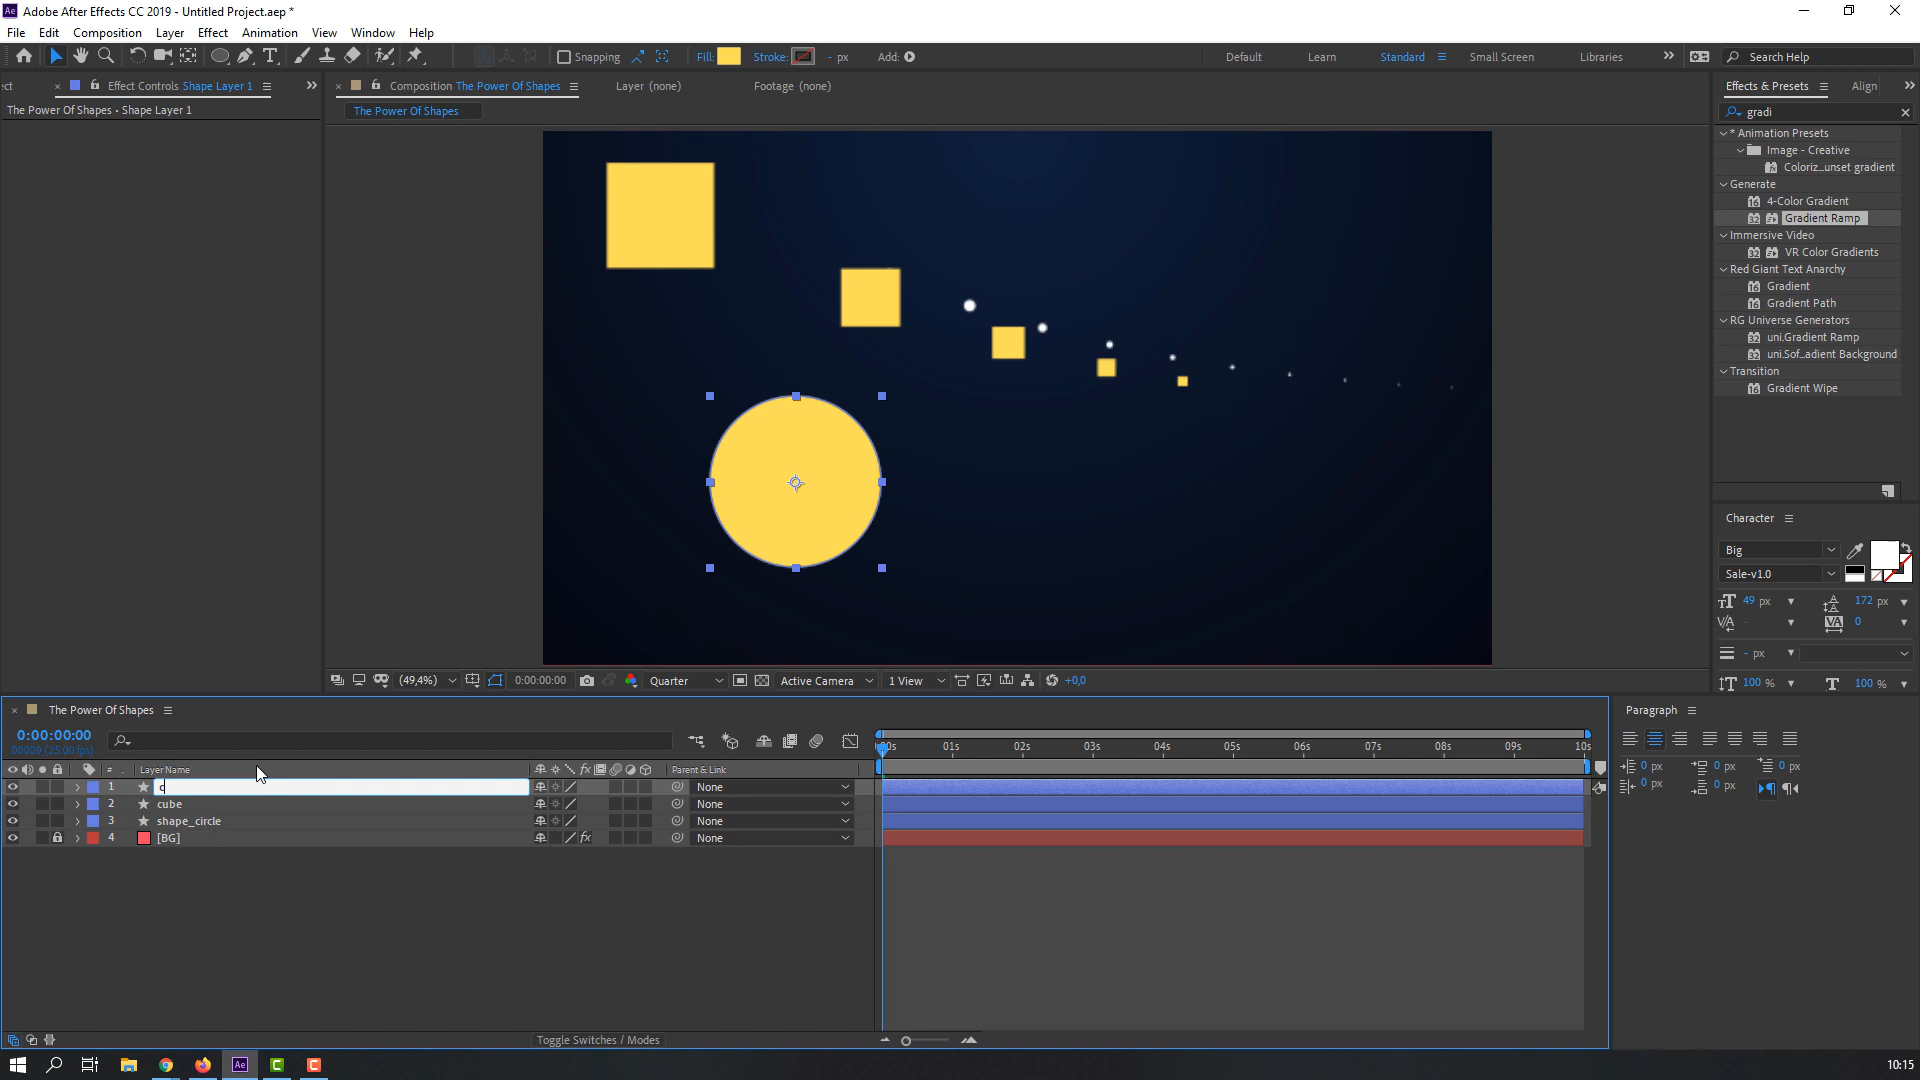 Adobe After Effects CC 2019 - Untitled Project.aep *
File Edit Composition Layer Effect Animation View Window Help
Snapping Fill: Stroke: - px Add: Default Learn Standard Small Screen Libraries Search Help
ect Effect Controls Shape Layer 1
The Power Of Shapes • Shape Layer 1
Composition The Power Of Shapes Layer (none) Footage (none)
The Power Of Shapes
Effects & Presets Align
gradi
* Animation Presets
Image - Creative
Coloriz...unset gradient
Generate
4-Color Gradient
Gradient Ramp
Immersive Video
VR Color Gradients
Red Giant Text Anarchy
Gradient
Gradient Path
RG Universe Generators
uni.Gradient Ramp
uni.Sof...adient Background
Transition
Gradient Wipe
Character
Big
Sale-v1.0
49 px 172 px
- 0
- px
100 % 100 %
(49,4%) 0:00:00:00 Quarter Active Camera 1 View +0,0
The Power Of Shapes
0:00:00:00
00000 (25.00 fps)
# Layer Name Parent & Link
00s 01s 02s 03s 04s 05s 06s 07s 08s 09s 10s
1 c None
2 cube None
3 shape_circle None
4 [BG] None
Toggle Switches / Modes
Paragraph
0 px 0 px 0 px
0 px 0 px
10:15